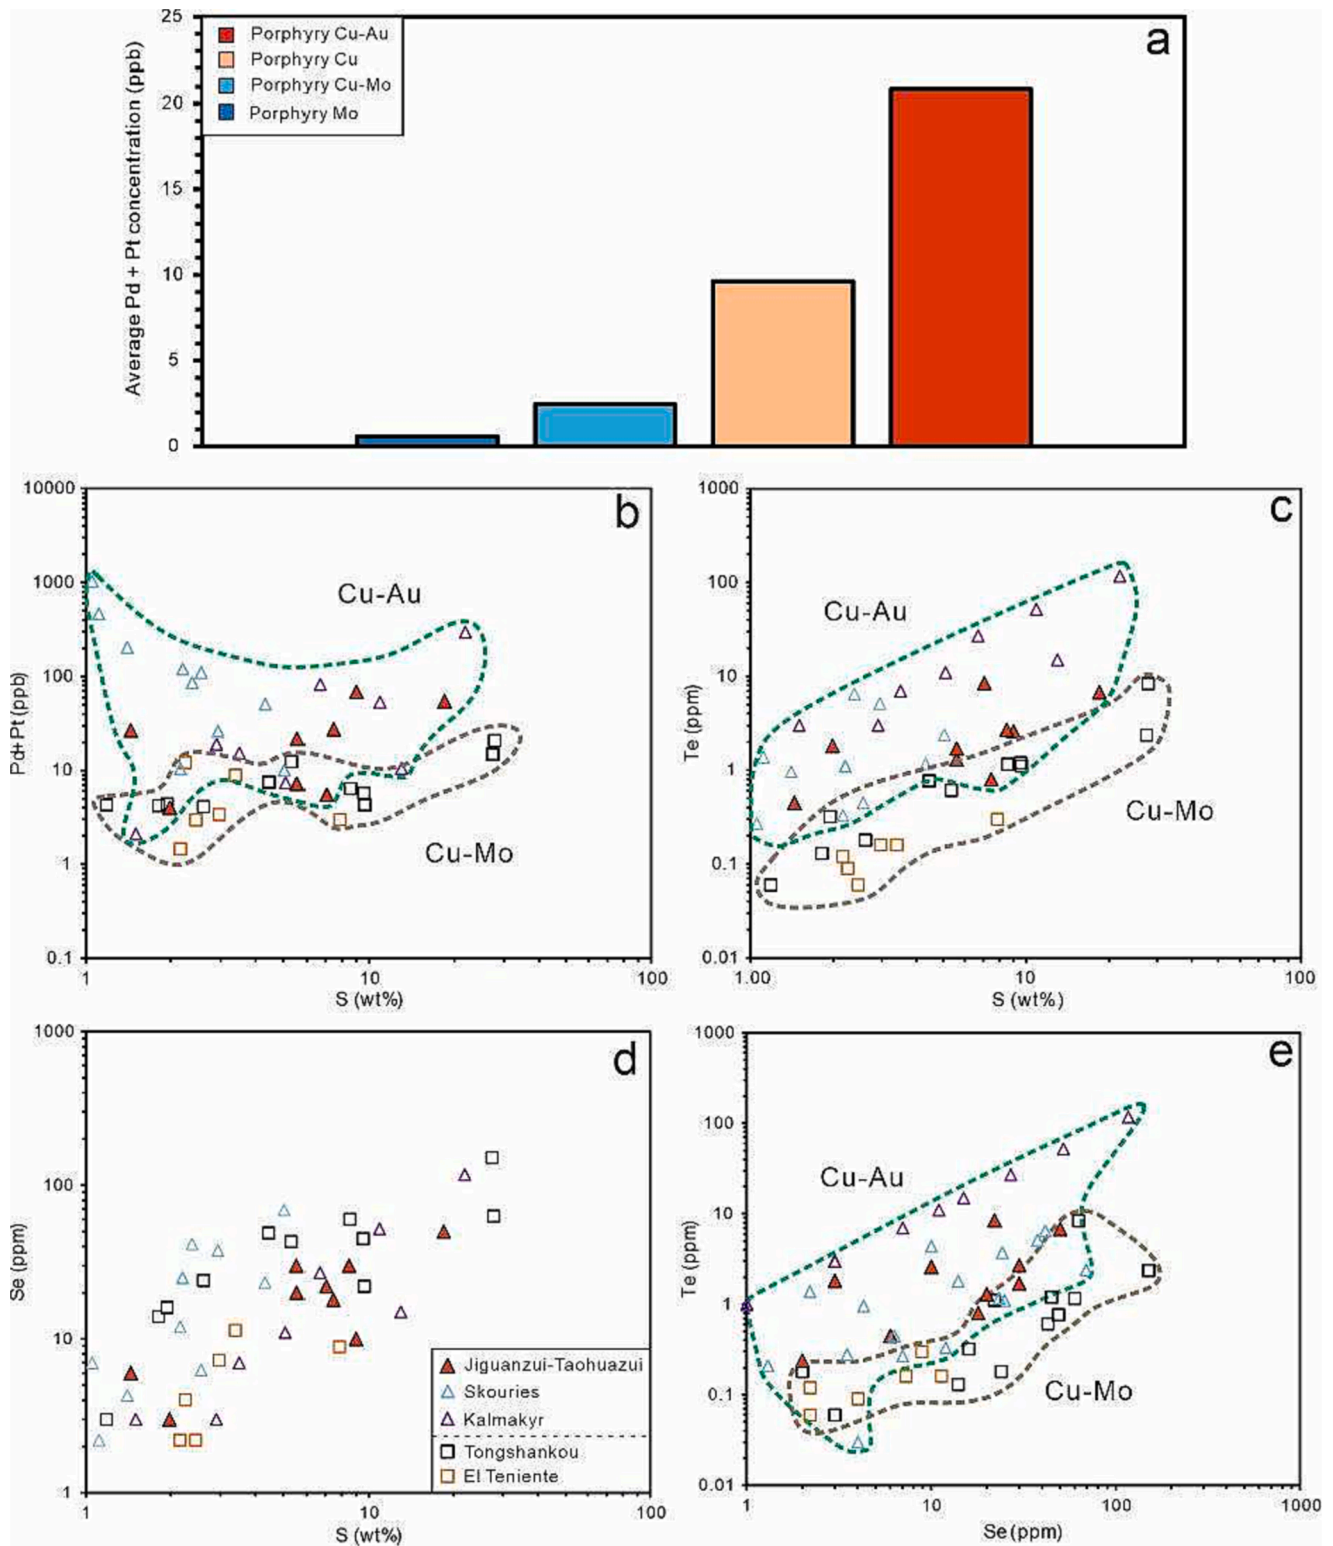 a
25
20
15
10
5
0
Average Pd + Pt concentration (ppb)
Porphyry Cu-Au
Porphyry Cu
Porphyry Cu-Mo
Porphyry Mo
b
10000
1000
100
10
1
0.1
Pd+ Pt (ppb)
Cu-Au
Cu-Mo
1 10 100
S (wt%)
c
1000
100
10
1
0.1
0.01
Te (ppm)
Cu-Au
Cu-Mo
1.00 10 100
S (wt%)
d
1000
100
10
1
Se (ppm)
Jiguanzui-Taohuazui
Skouries
Kalmakyr
Tongshankou
El Teniente
1 10 100
S (wt%)
e
1000
100
10
1
0.1
0.01
Te (ppm)
Cu-Au
Cu-Mo
1 10 100 1000
Se (ppm)